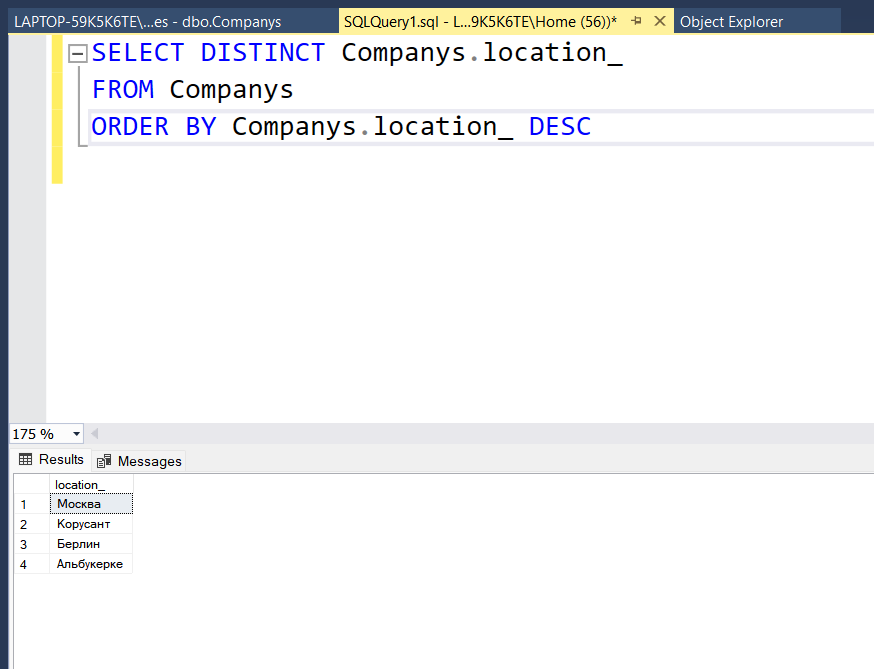 LAPTOP-59K5K6TE\...es - dbo.Companys SQLQuery1.sql - L...9K5K6TE\Home (56))* Object Explorer
SELECT DISTINCT Companys.location_
FROM Companys
ORDER BY Companys.location_ DESC
175 %
Results Messages
location_
1 Москва
2 Корусант
3 Берлин
4 Альбукерке